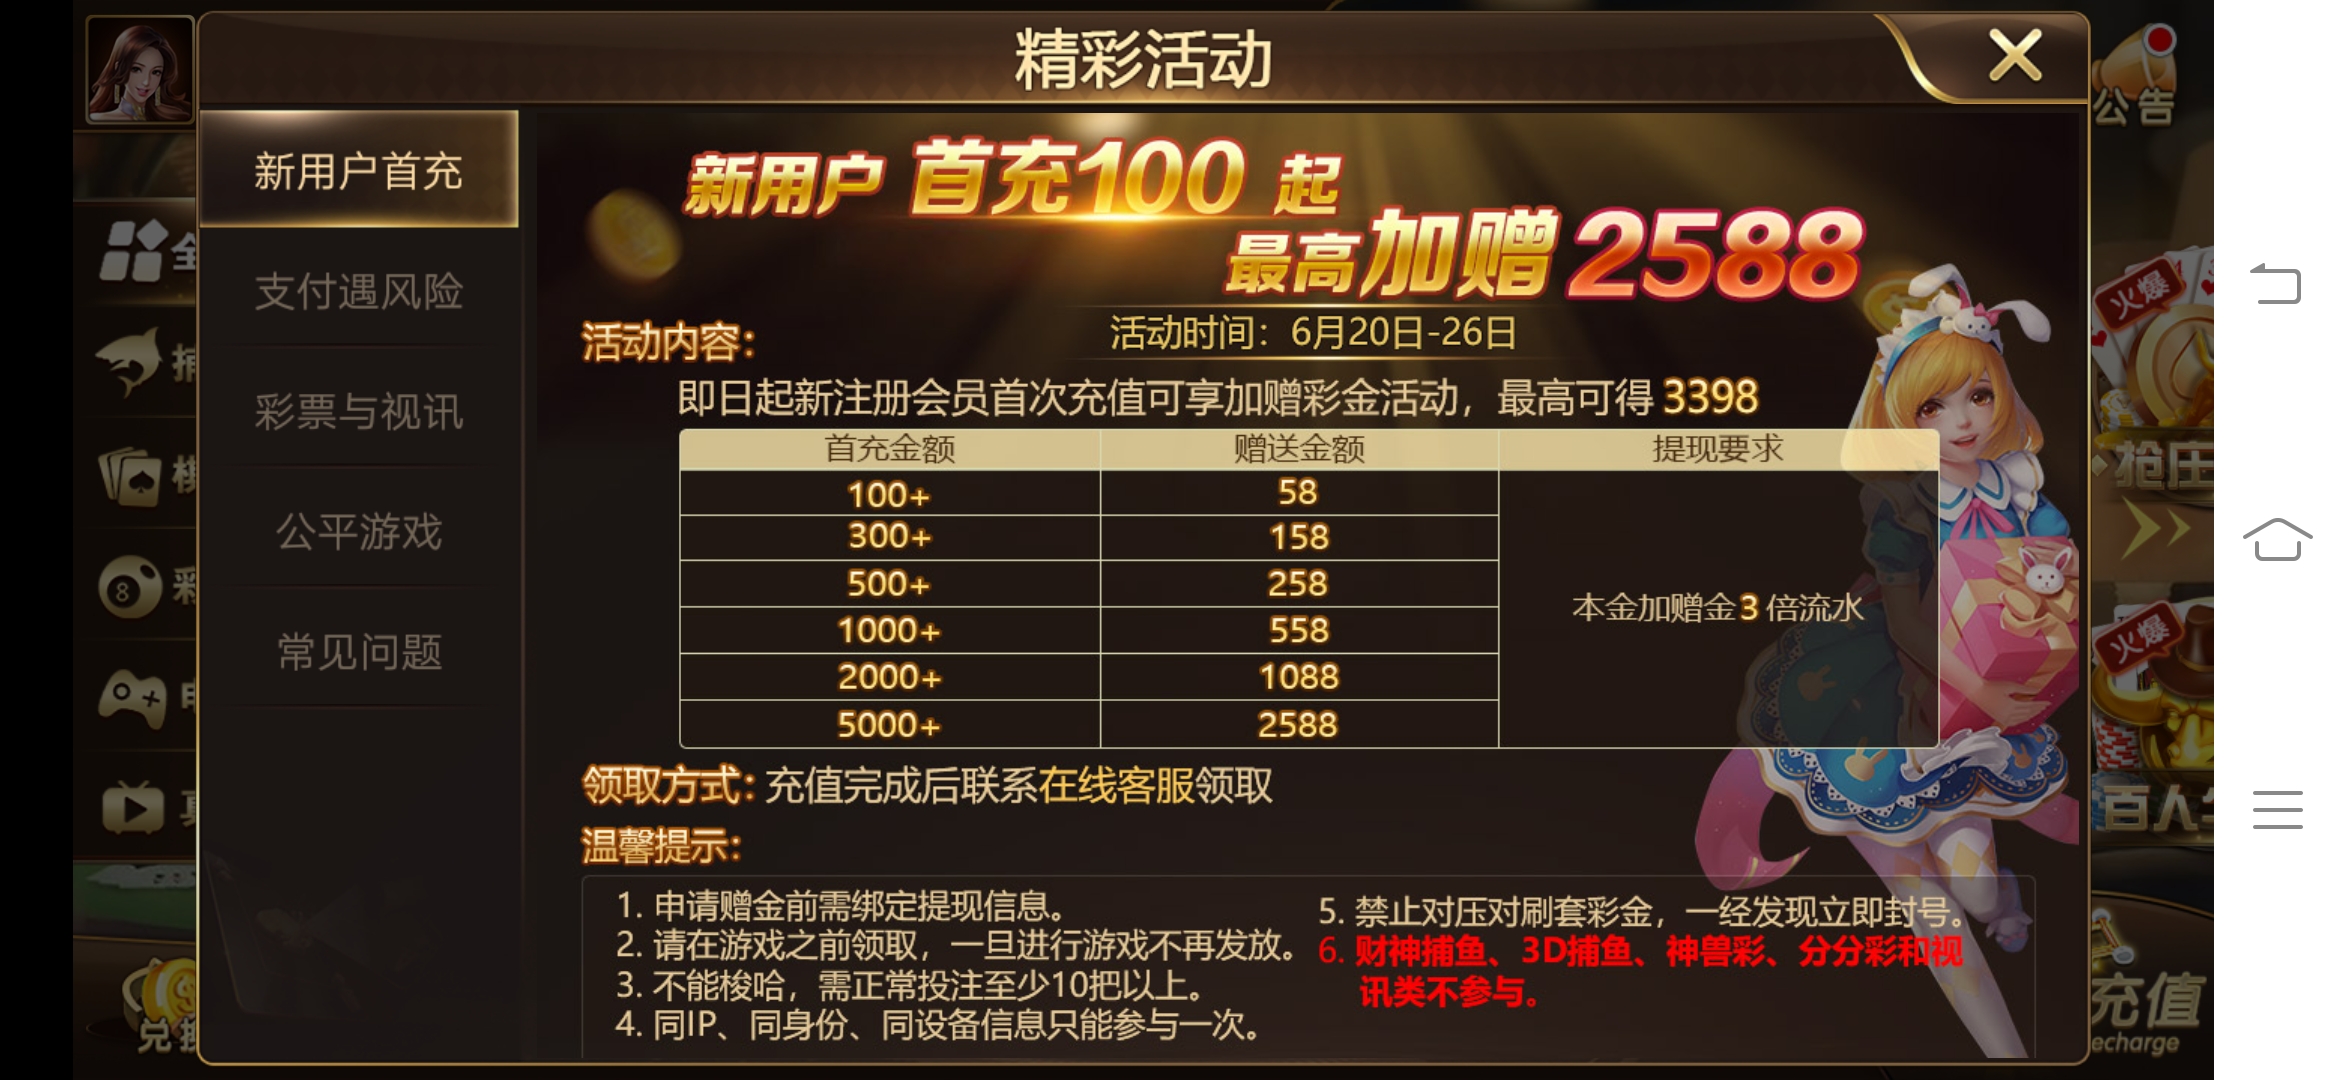 精彩活动
公告
新用户首充
支付遇风险
彩票与视讯
公平游戏
常见问题
新用户 首充100 起
最高加赠2588
活动时间：6月20日-26日
活动内容：
即日起新注册会员首次充值可享加赠彩金活动，最高可得 3398
首充金额 赠送金额 提现要求
100+ 58
300+ 158
500+ 258
1000+ 558
2000+ 1088
5000+ 2588
本金加赠金3 倍流水
领取方式：充值完成后联系在线客服领取
温馨提示：
1. 申请赠金前需绑定提现信息。
2. 请在游戏之前领取，一旦进行游戏不再发放。
3. 不能梭哈，需正常投注至少10把以上。
4. 同IP、同身份、同设备信息只能参与一次。
5. 禁止对压对刷套彩金，一经发现立即封号。
6. 财神捕鱼、3D捕鱼、神兽彩、分分彩和视
讯类不参与。
火爆
抢庄
火爆
百人
充值
echarge
8